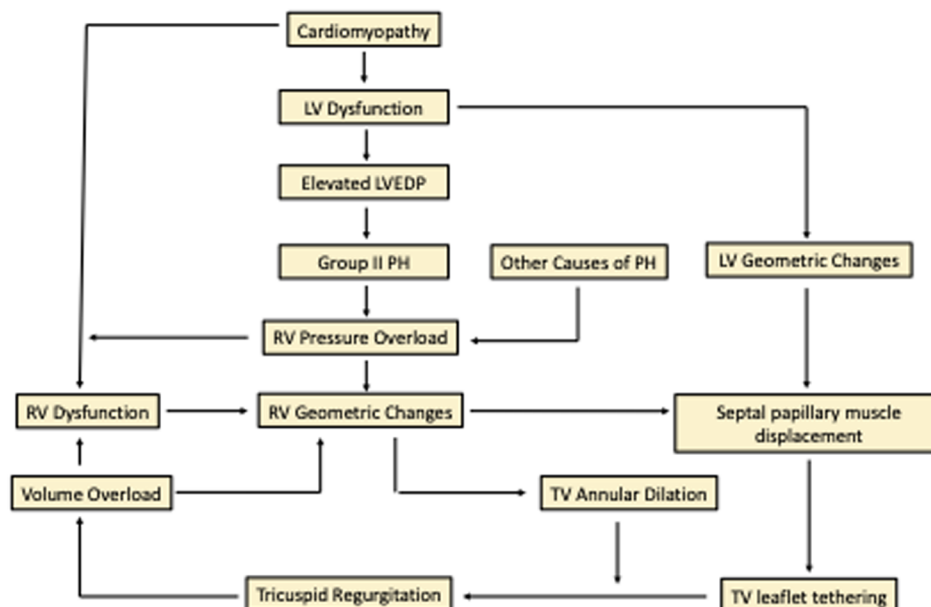 Cardiomyopathy
LV Dysfunction
Elevated LVEDP
Group II PH
Other Causes of PH
LV Geometric Changes
RV Pressure Overload
RV Dysfunction
RV Geometric Changes
Septal papillary muscle
displacement
Volume Overload
TV Annular Dilation
Tricuspid Regurgitation
TV leaflet tethering